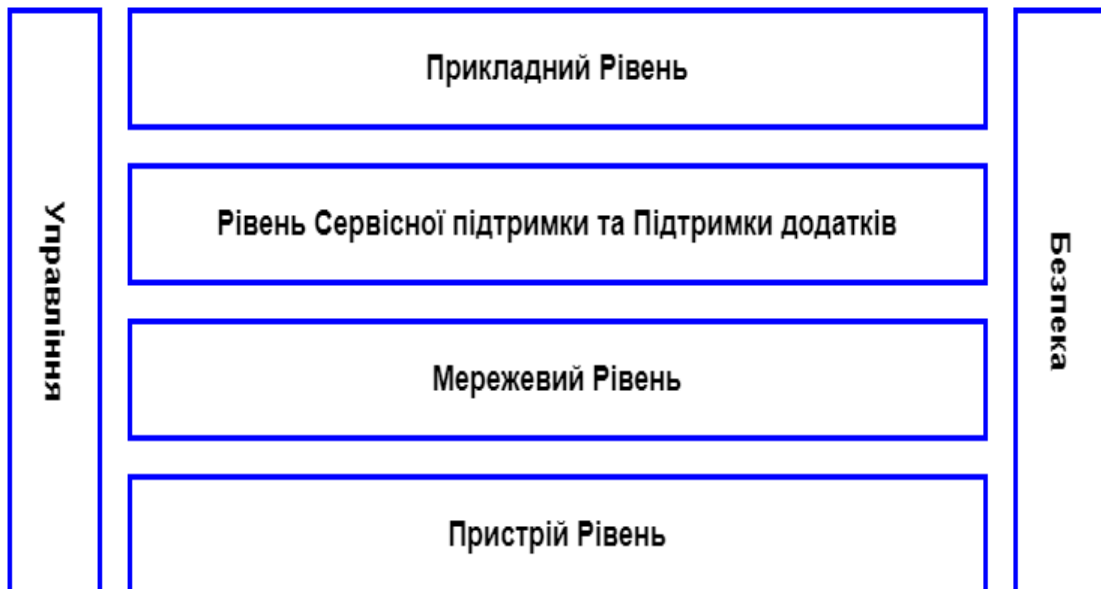 Управління
Прикладний Рівень
Рівень Сервісної підтримки та Підтримки додатків
Мережевий Рівень
Пристрій Рівень
Безпека